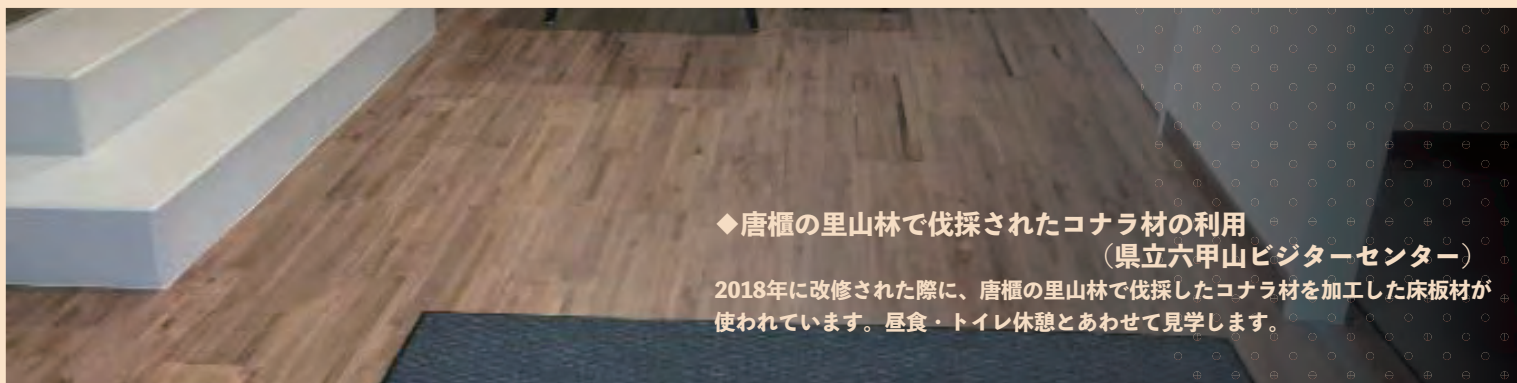 ◆唐櫃の里山林で伐採されたコナラ材の利用
（県立六甲山ビジターセンター）
2018年に改修された際に、唐櫃の里山林で伐採したコナラ材を加工した床板材が
使われています。昼食・トイレ休憩とあわせて見学します。